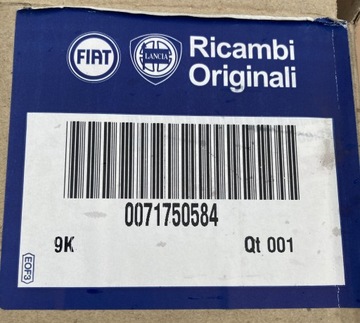 FIAT
LANCIA
Ricambi
Originali
0071750584
9K Qt 001
EOF3